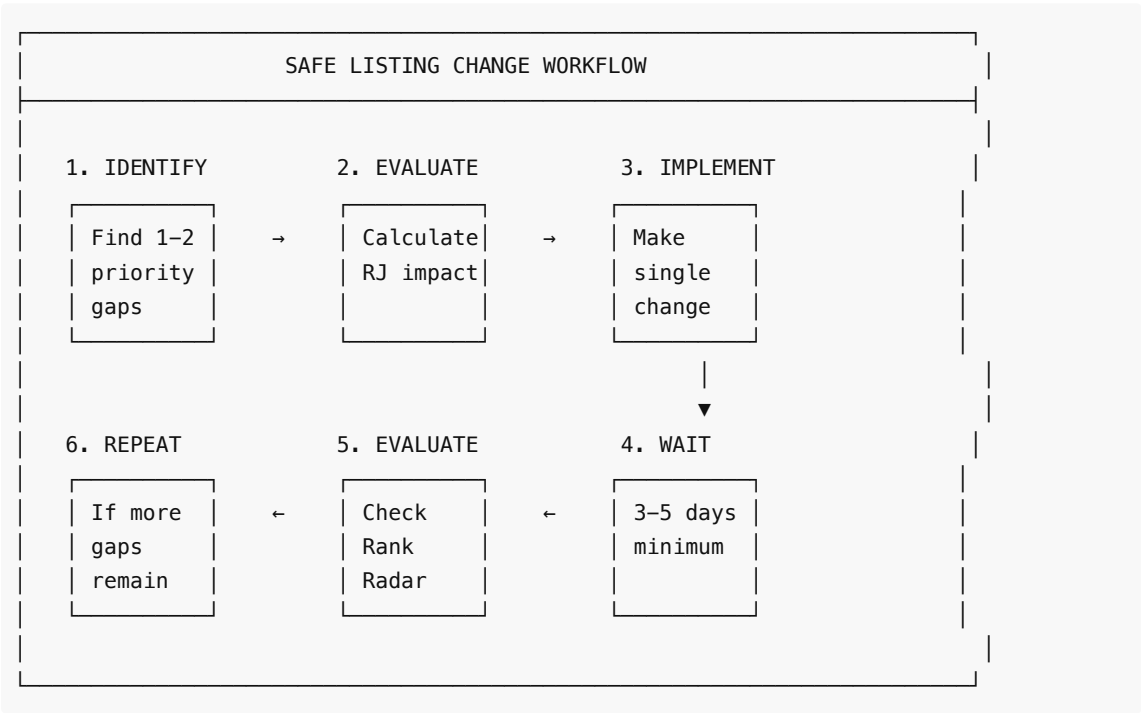 SAFE LISTING CHANGE WORKFLOW
1. IDENTIFY 2. EVALUATE 3. IMPLEMENT
Find 1–2 → Calculate → Make
priority RJ impact single
gaps change
▼
6. REPEAT 5. EVALUATE 4. WAIT
If more ← Check ← 3–5 days
gaps Rank minimum
remain Radar